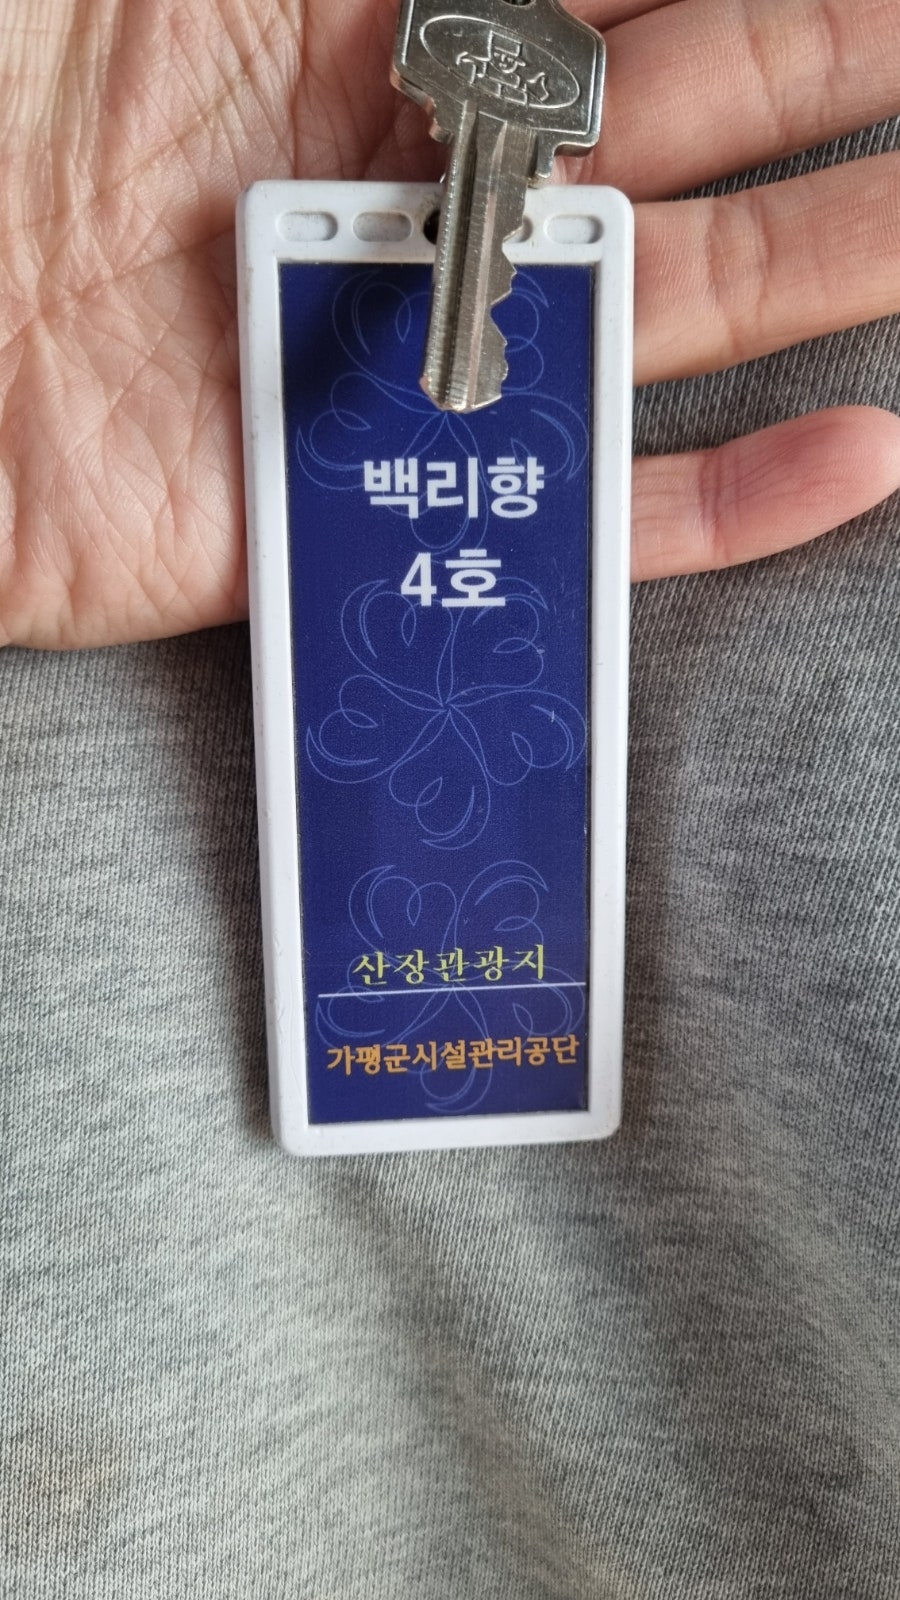 백리향
4호
산장관광지
가평군시설관리공단